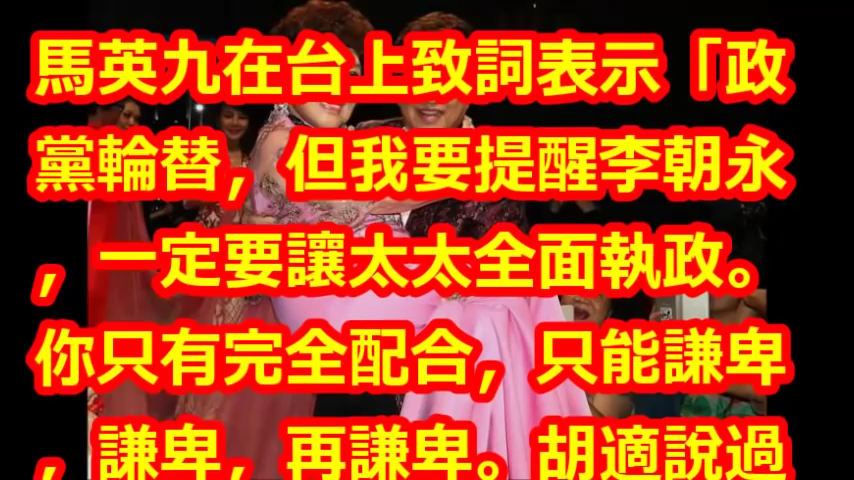 馬英九在台上致詞表示「政
黨輪替，但我要提醒李朝永
，一定要讓太太全面執政。
你只有完全配合，只能謙卑
，謙卑，再謙卑。胡適說過